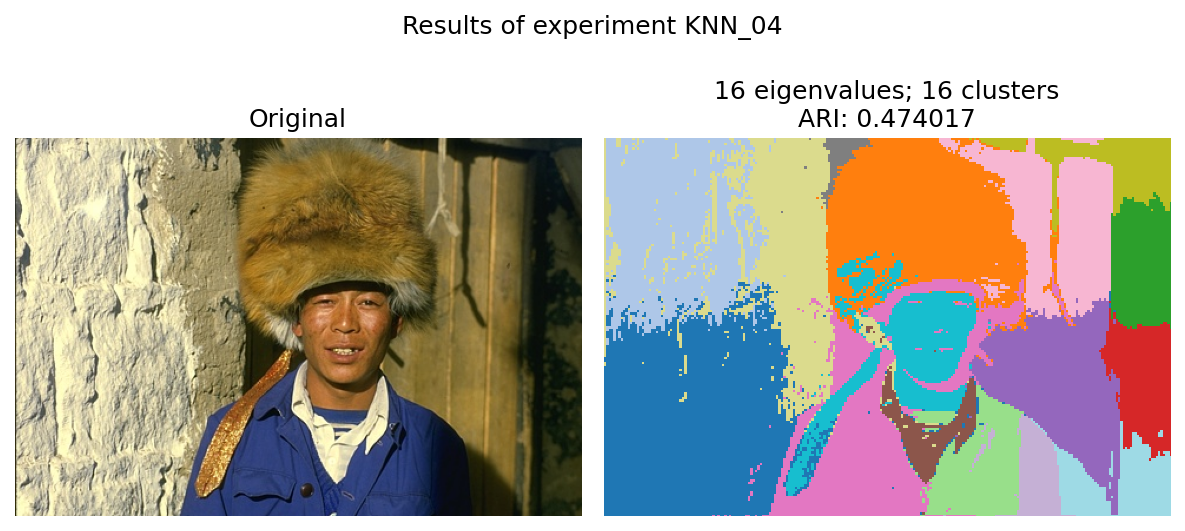 Results of experiment KNN_04
Original
16 eigenvalues; 16 clusters
ARI: 0.474017